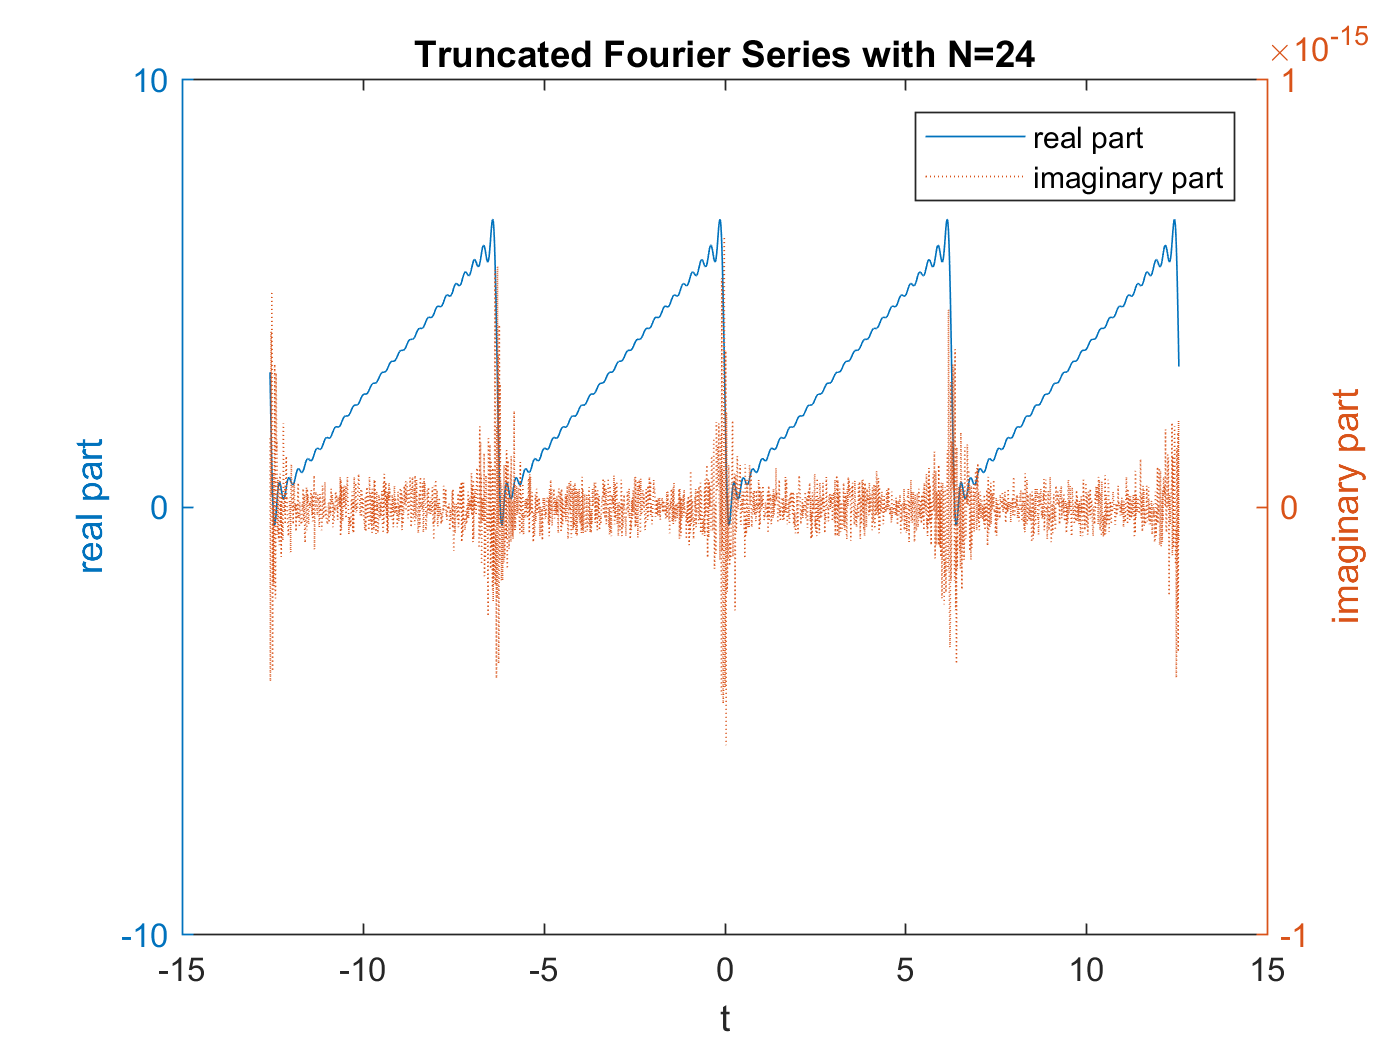 Truncated Fourier Series with N=24
×10^-15
10
0
-10
real part
1
0
-1
imaginary part
real part
imaginary part
-15 -10 -5 0 5 10 15
t